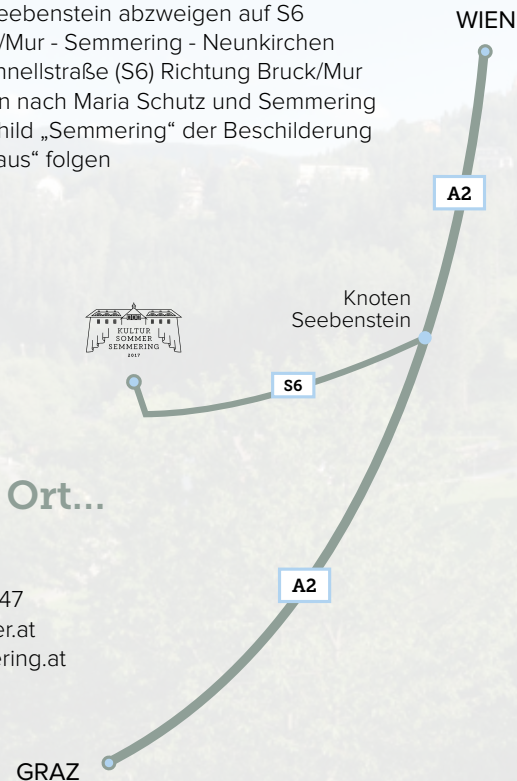 eebenstein abzweigen auf S6
/Mur - Semmering - Neunkirchen
nellstraße (S6) Richtung Bruck/Mur
n nach Maria Schutz und Semmering
hild „Semmering“ der Beschilderung
aus“ folgen
WIEN
A2
Knoten
Seebenstein
KULTUR
SOMMER
SEMMERING
2017
S6
Ort...
A2
47
er.at
ering.at
GRAZ